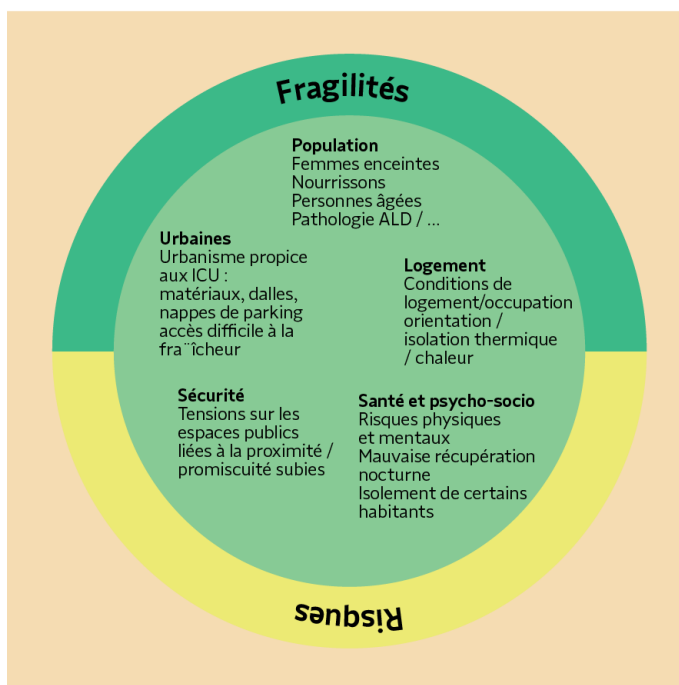 Fragilités
Population
Femmes enceintes
Nourrissons
Personnes âgées
Pathologie ALD / ...
Urbaines
Urbanisme propice
aux ICU :
matériaux, dalles,
nappes de parking
accès difficile à la
fra¨îcheur
Logement
Conditions de
logement/occupation
orientation /
isolation thermique
/ chaleur
Sécurité
Tensions sur les
espaces publics
liées à la proximité /
promiscuité subies
Santé et psycho-socio
Risques physiques
et mentaux
Mauvaise récupération
nocturne
Isolement de certains
habitants
Risques